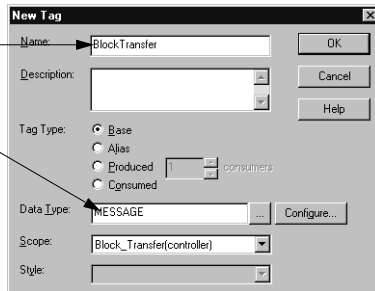 New Tag
Name: BlockTransfer OK
Description: Cancel
Help
Tag Type: Base
Alias
Produced 1 consumers
Consumed
Data Type: MESSAGE ... Configure...
Scope: Block_Transfer(controller)
Style: